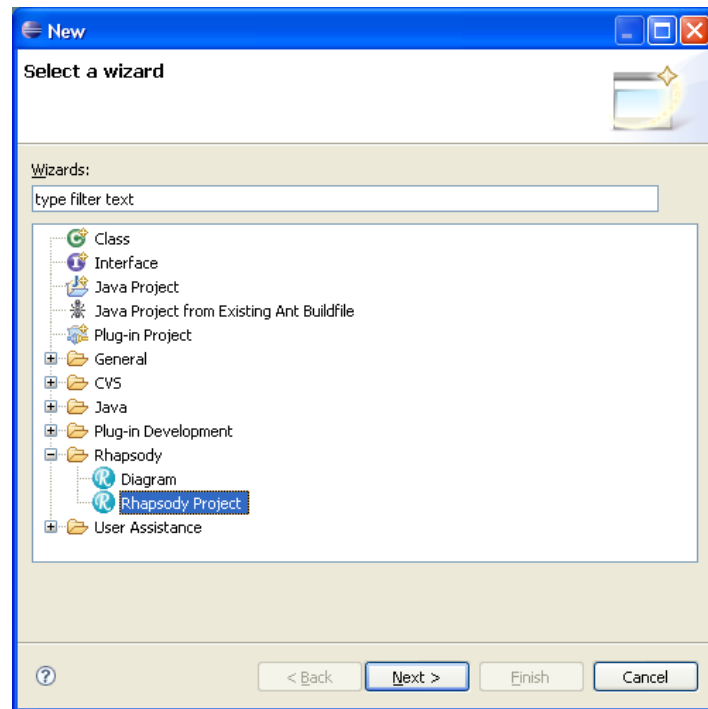 New
Select a wizard
Wizards:
type filter text
Class
Interface
Java Project
Java Project from Existing Ant Buildfile
Plug-in Project
General
CVS
Java
Plug-in Development
Rhapsody
Diagram
Rhapsody Project
User Assistance
< Back Next > Finish Cancel